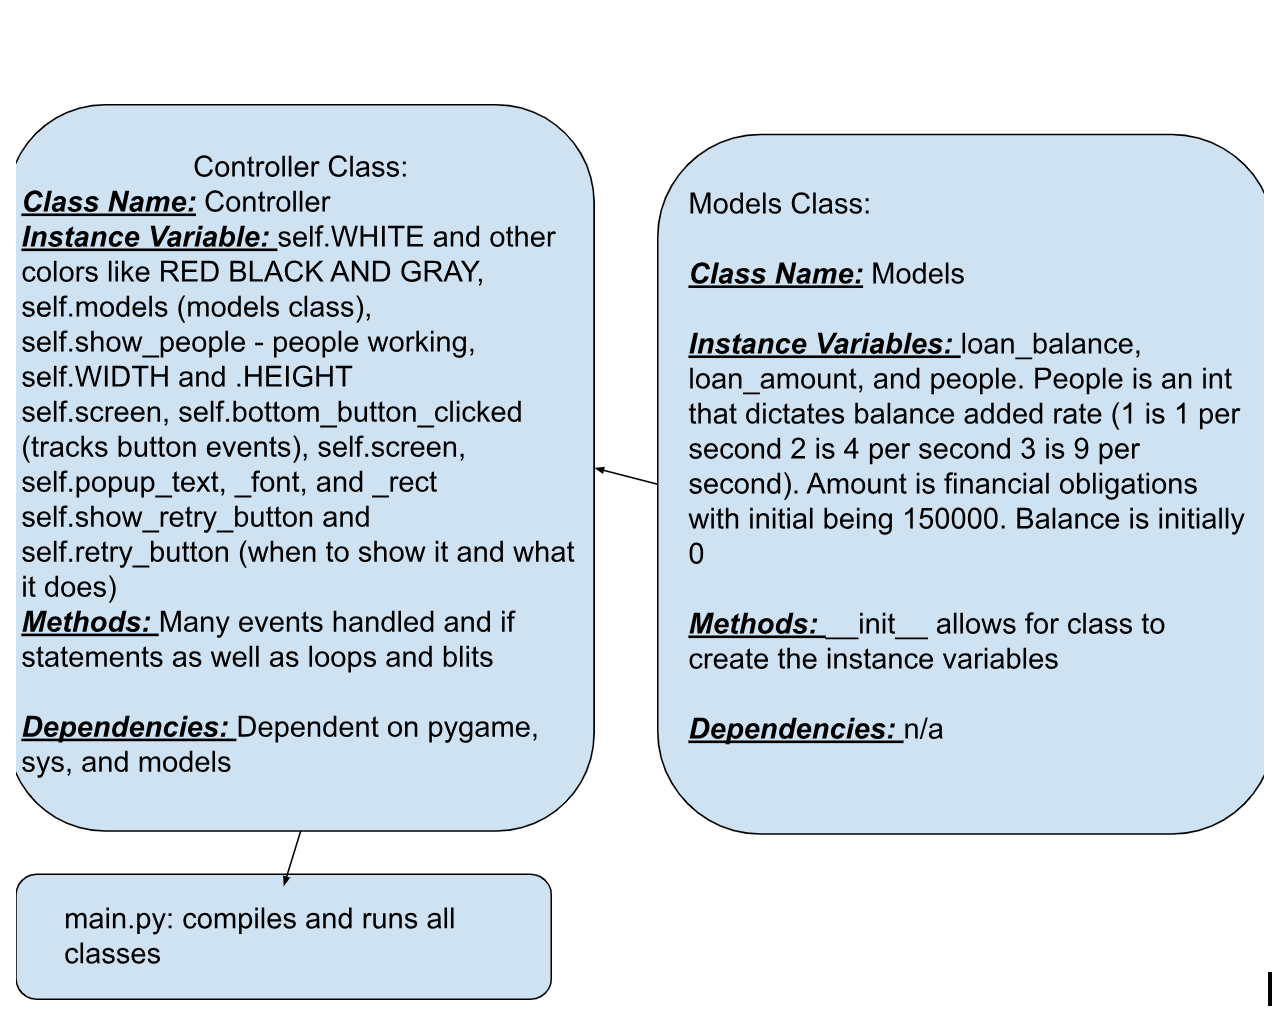 Controller Class:
Class Name: Controller
Instance Variable: self.WHITE and other
colors like RED BLACK AND GRAY,
self.models (models class),
self.show_people - people working,
self.WIDTH and .HEIGHT
self.screen, self.bottom_button_clicked
(tracks button events), self.screen,
self.popup_text, _font, and _rect
self.show_retry_button and
self.retry_button (when to show it and what
it does)
Methods: Many events handled and if
statements as well as loops and blits
Dependencies: Dependent on pygame,
sys, and models
Models Class:
Class Name: Models
Instance Variables: loan_balance,
loan_amount, and people. People is an int
that dictates balance added rate (1 is 1 per
second 2 is 4 per second 3 is 9 per
second). Amount is financial obligations
with initial being 150000. Balance is initially
0
Methods: __init__ allows for class to
create the instance variables
Dependencies: n/a
main.py: compiles and runs all
classes